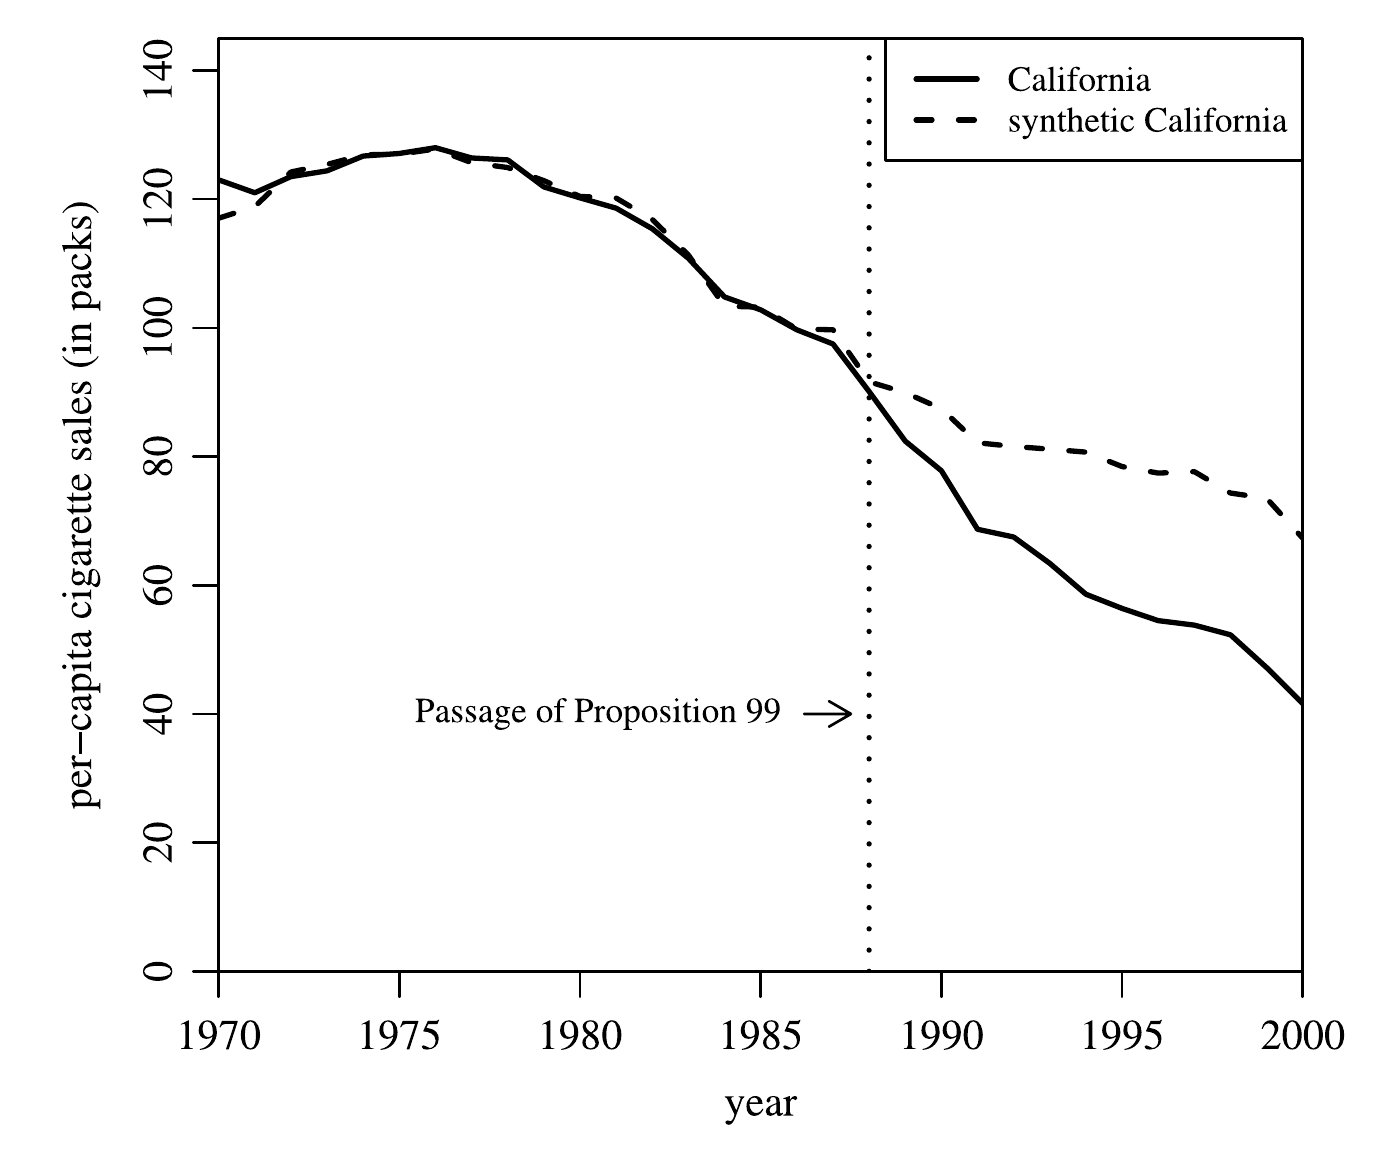 California
synthetic California
per−capita cigarette sales (in packs)
140
120
100
80
60
40
20
0
Passage of Proposition 99
1970 1975 1980 1985 1990 1995 2000
year